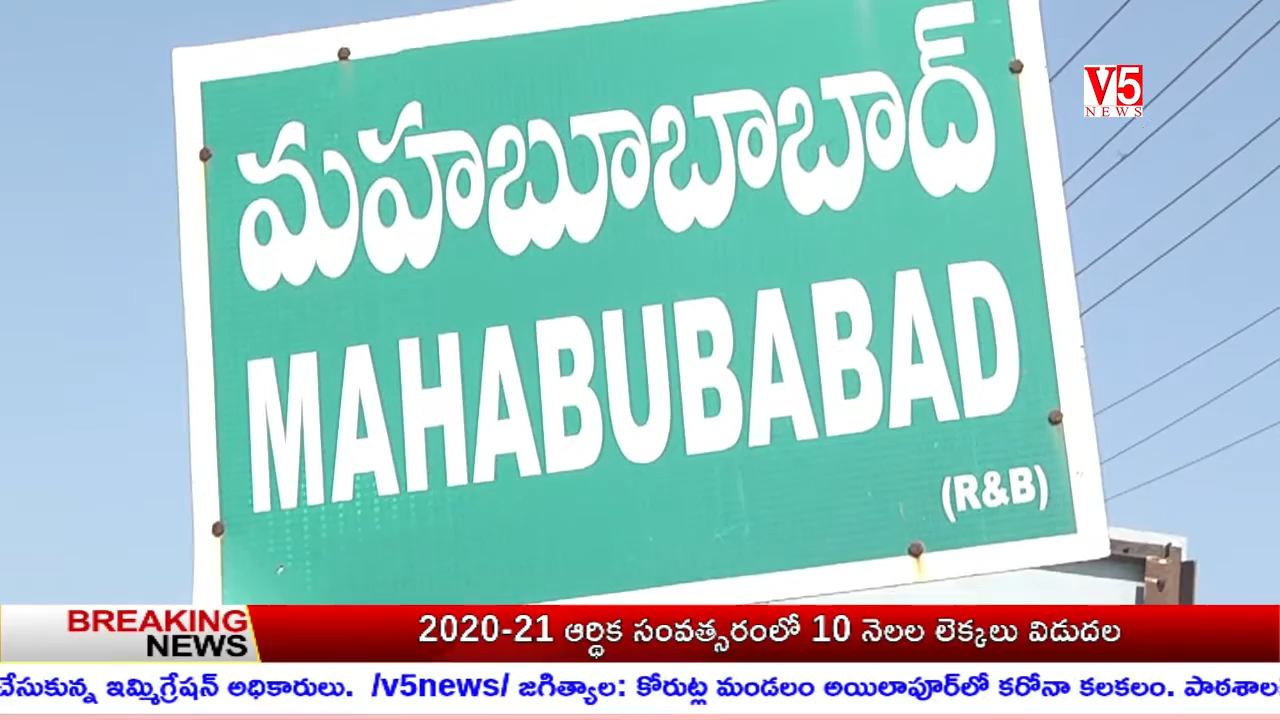 V5
NEWS
మహబూబాబాద్
MAHABUBABAD
(R&B)
BREAKING
NEWS
2020-21 ఆర్థిక సంవత్సరంలో 10 నెలల లెక్కలు విడుదల
చేసుకున్న ఇమ్మిగ్రేషన్ అధికారులు. /v5news/ జగిత్యాల: కోరుట్ల మండలం అయిలాపూర్‌లో కరోనా కలకలం. పాఠశాల